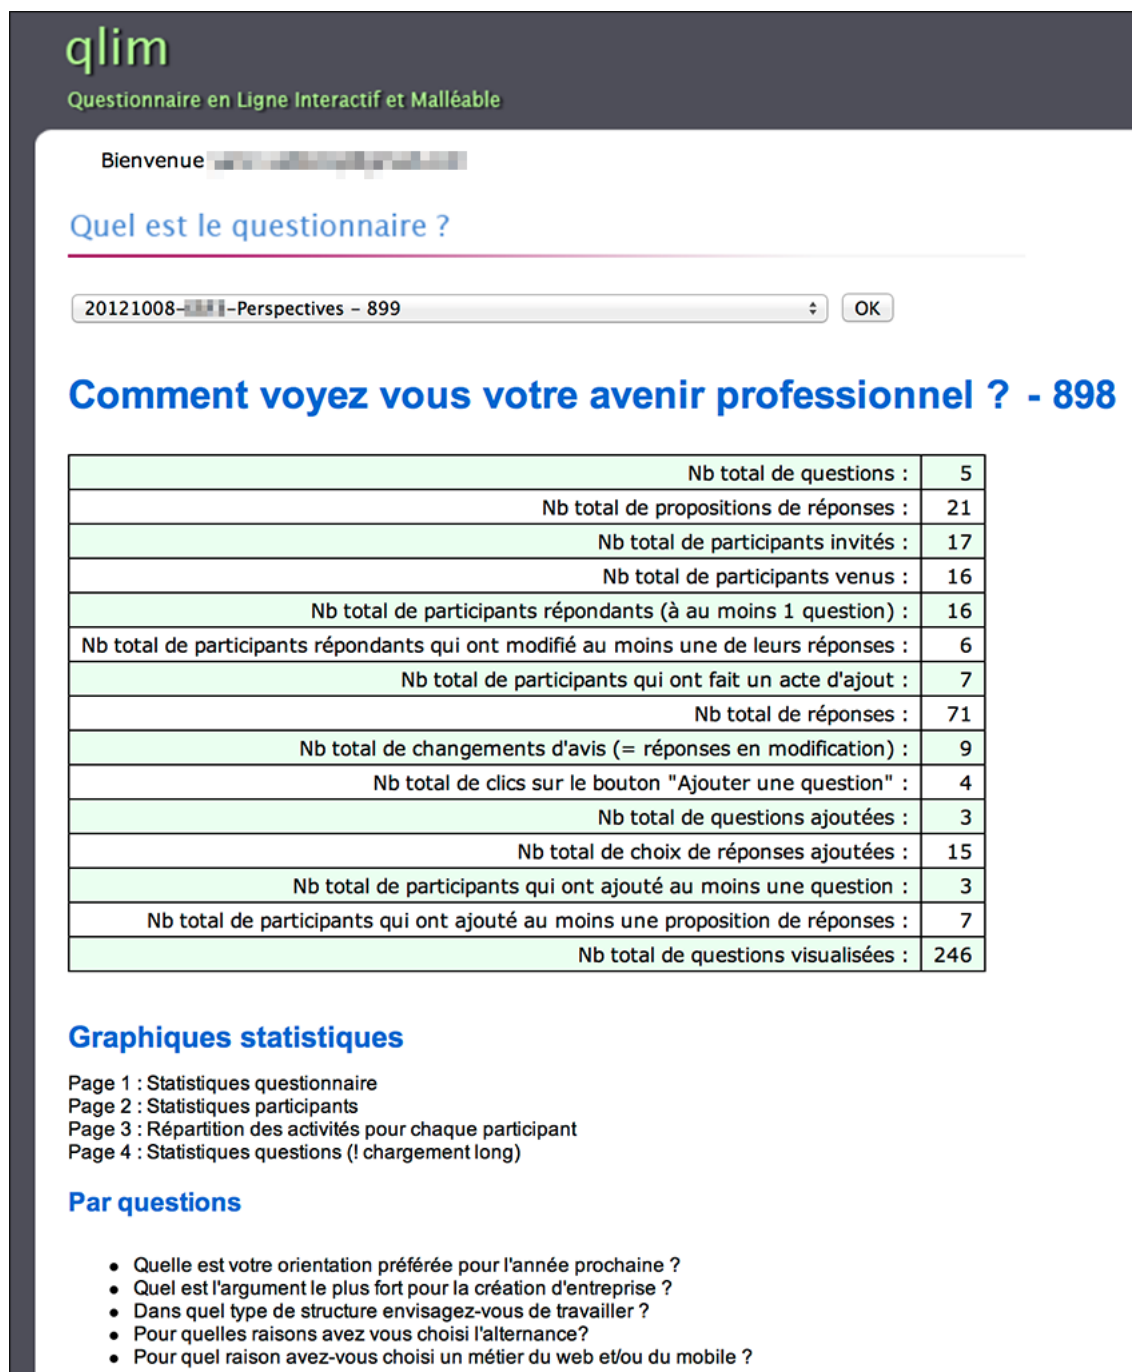 qlim
Questionnaire en Ligne Interactif et Malléable
Bienvenue
Quel est le questionnaire ?
20121008- -Perspectives - 899 OK
Comment voyez vous votre avenir professionnel ? - 898
Nb total de questions : 5
Nb total de propositions de réponses : 21
Nb total de participants invités : 17
Nb total de participants venus : 16
Nb total de participants répondants (à au moins 1 question) : 16
Nb total de participants répondants qui ont modifié au moins une de leurs réponses : 6
Nb total de participants qui ont fait un acte d'ajout : 7
Nb total de réponses : 71
Nb total de changements d'avis (= réponses en modification) : 9
Nb total de clics sur le bouton "Ajouter une question" : 4
Nb total de questions ajoutées : 3
Nb total de choix de réponses ajoutées : 15
Nb total de participants qui ont ajouté au moins une question : 3
Nb total de participants qui ont ajouté au moins une proposition de réponses : 7
Nb total de questions visualisées : 246
Graphiques statistiques
Page 1 : Statistiques questionnaire
Page 2 : Statistiques participants
Page 3 : Répartition des activités pour chaque participant
Page 4 : Statistiques questions (! chargement long)
Par questions
• Quelle est votre orientation préférée pour l'année prochaine ?
• Quel est l'argument le plus fort pour la création d'entreprise ?
• Dans quel type de structure envisagez-vous de travailler ?
• Pour quelles raisons avez vous choisi l'alternance?
• Pour quel raison avez-vous choisi un métier du web et/ou du mobile ?